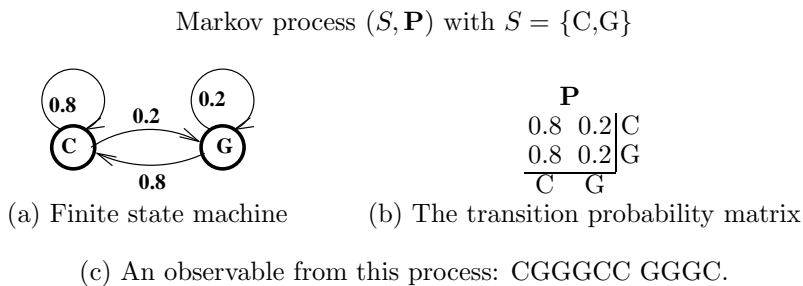 Markov process (S, P) with S = {C,G}
0.8 0.2 0.2
C G
0.8
(a) Finite state machine
P
0.8 0.2 C
0.8 0.2 G
C G
(b) The transition probability matrix
(c) An observable from this process: CGGGCC GGGC.